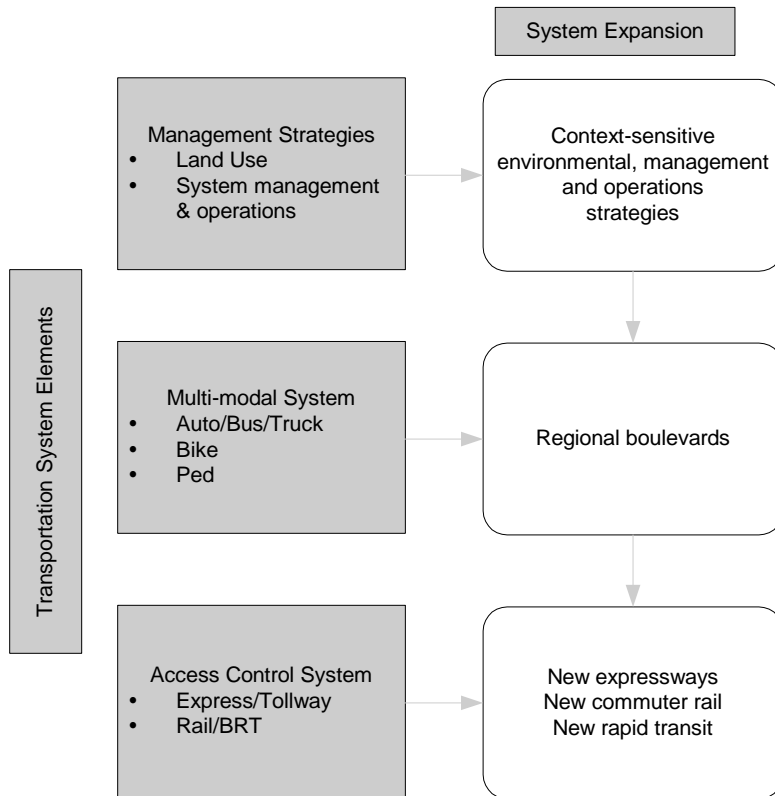 System Expansion
Management Strategies
• Land Use
• System management
& operations
Context-sensitive
environmental, management
and operations
strategies
Transportation System Elements
Multi-modal System
• Auto/Bus/Truck
• Bike
• Ped
Regional boulevards
Access Control System
• Express/Tollway
• Rail/BRT
New expressways
New commuter rail
New rapid transit